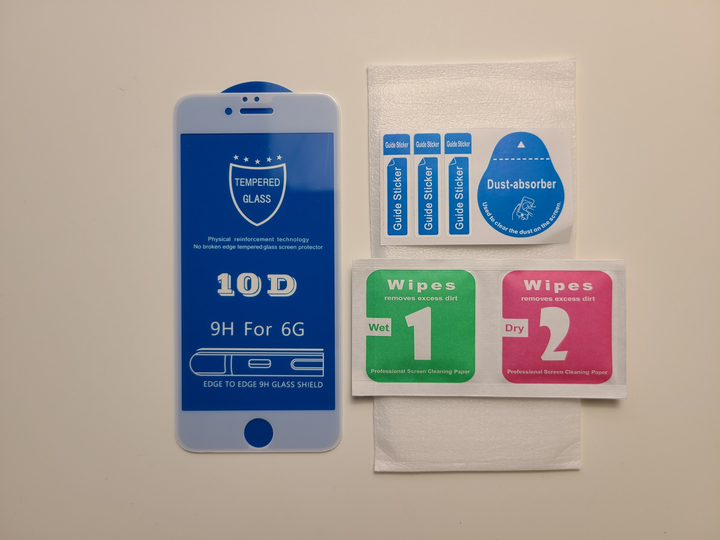 TEMPERED
GLASS
Physical reinforcement technology
No broken edge tempered glass screen protector
10D
9H For 6G
EDGE TO EDGE 9H GLASS SHIELD
Guide Sticker
Guide Sticker
Guide Sticker
Guide Sticker
Guide Sticker
Guide Sticker
Dust-absorber
Used to clear the dust on the screen.
Wipes
removes excess dirt
Wet
1
Professional Screen Cleaning Paper
Wipes
removes excess dirt
Dry
2
Professional Screen Cleaning Paper